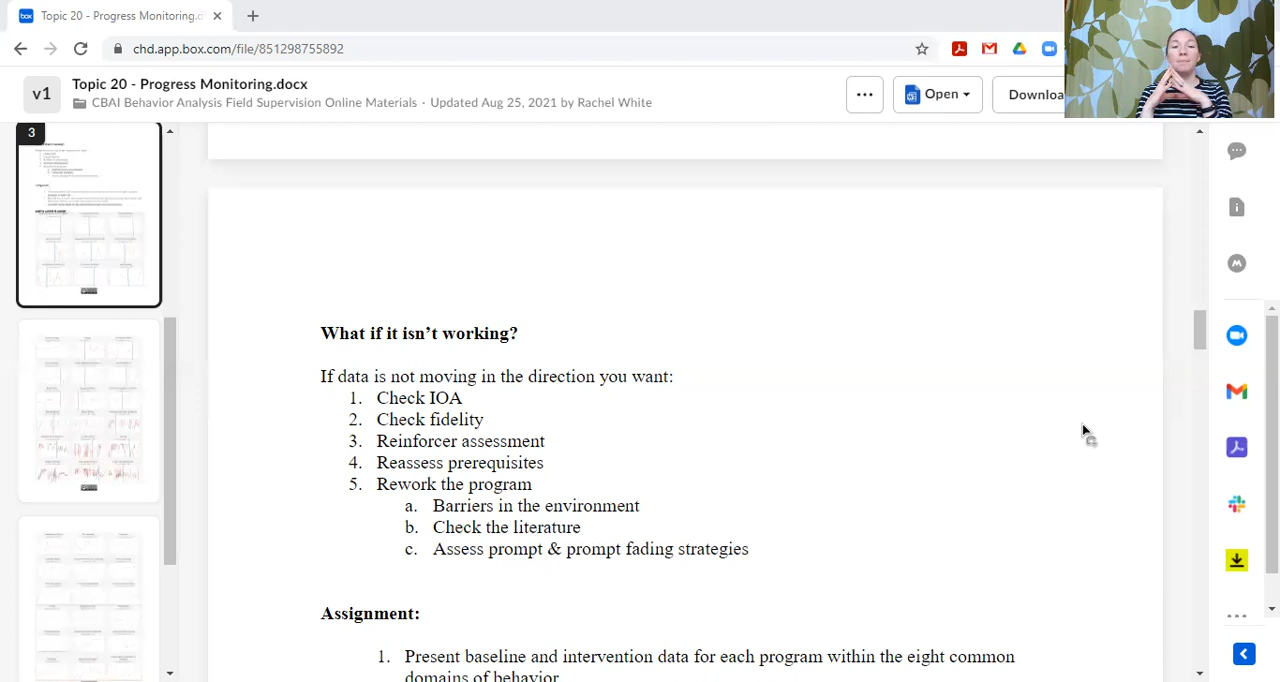 box
Topic 20 - Progress Monitoring.d
chd.app.box.com/file/851298755892
v1
Topic 20 - Progress Monitoring.docx
CBAI Behavior Analysis Field Supervision Online Materials · Updated Aug 25, 2021 by Rachel White
Open
Downloa
3
What if it isn’t working?
If data is not moving in the direction you want:
1. Check IOA
2. Check fidelity
3. Reinforcer assessment
4. Reassess prerequisites
5. Rework the program
a. Barriers in the environment
b. Check the literature
c. Assess prompt & prompt fading strategies
Assignment:
1. Present baseline and intervention data for each program within the eight common
domains of behavior